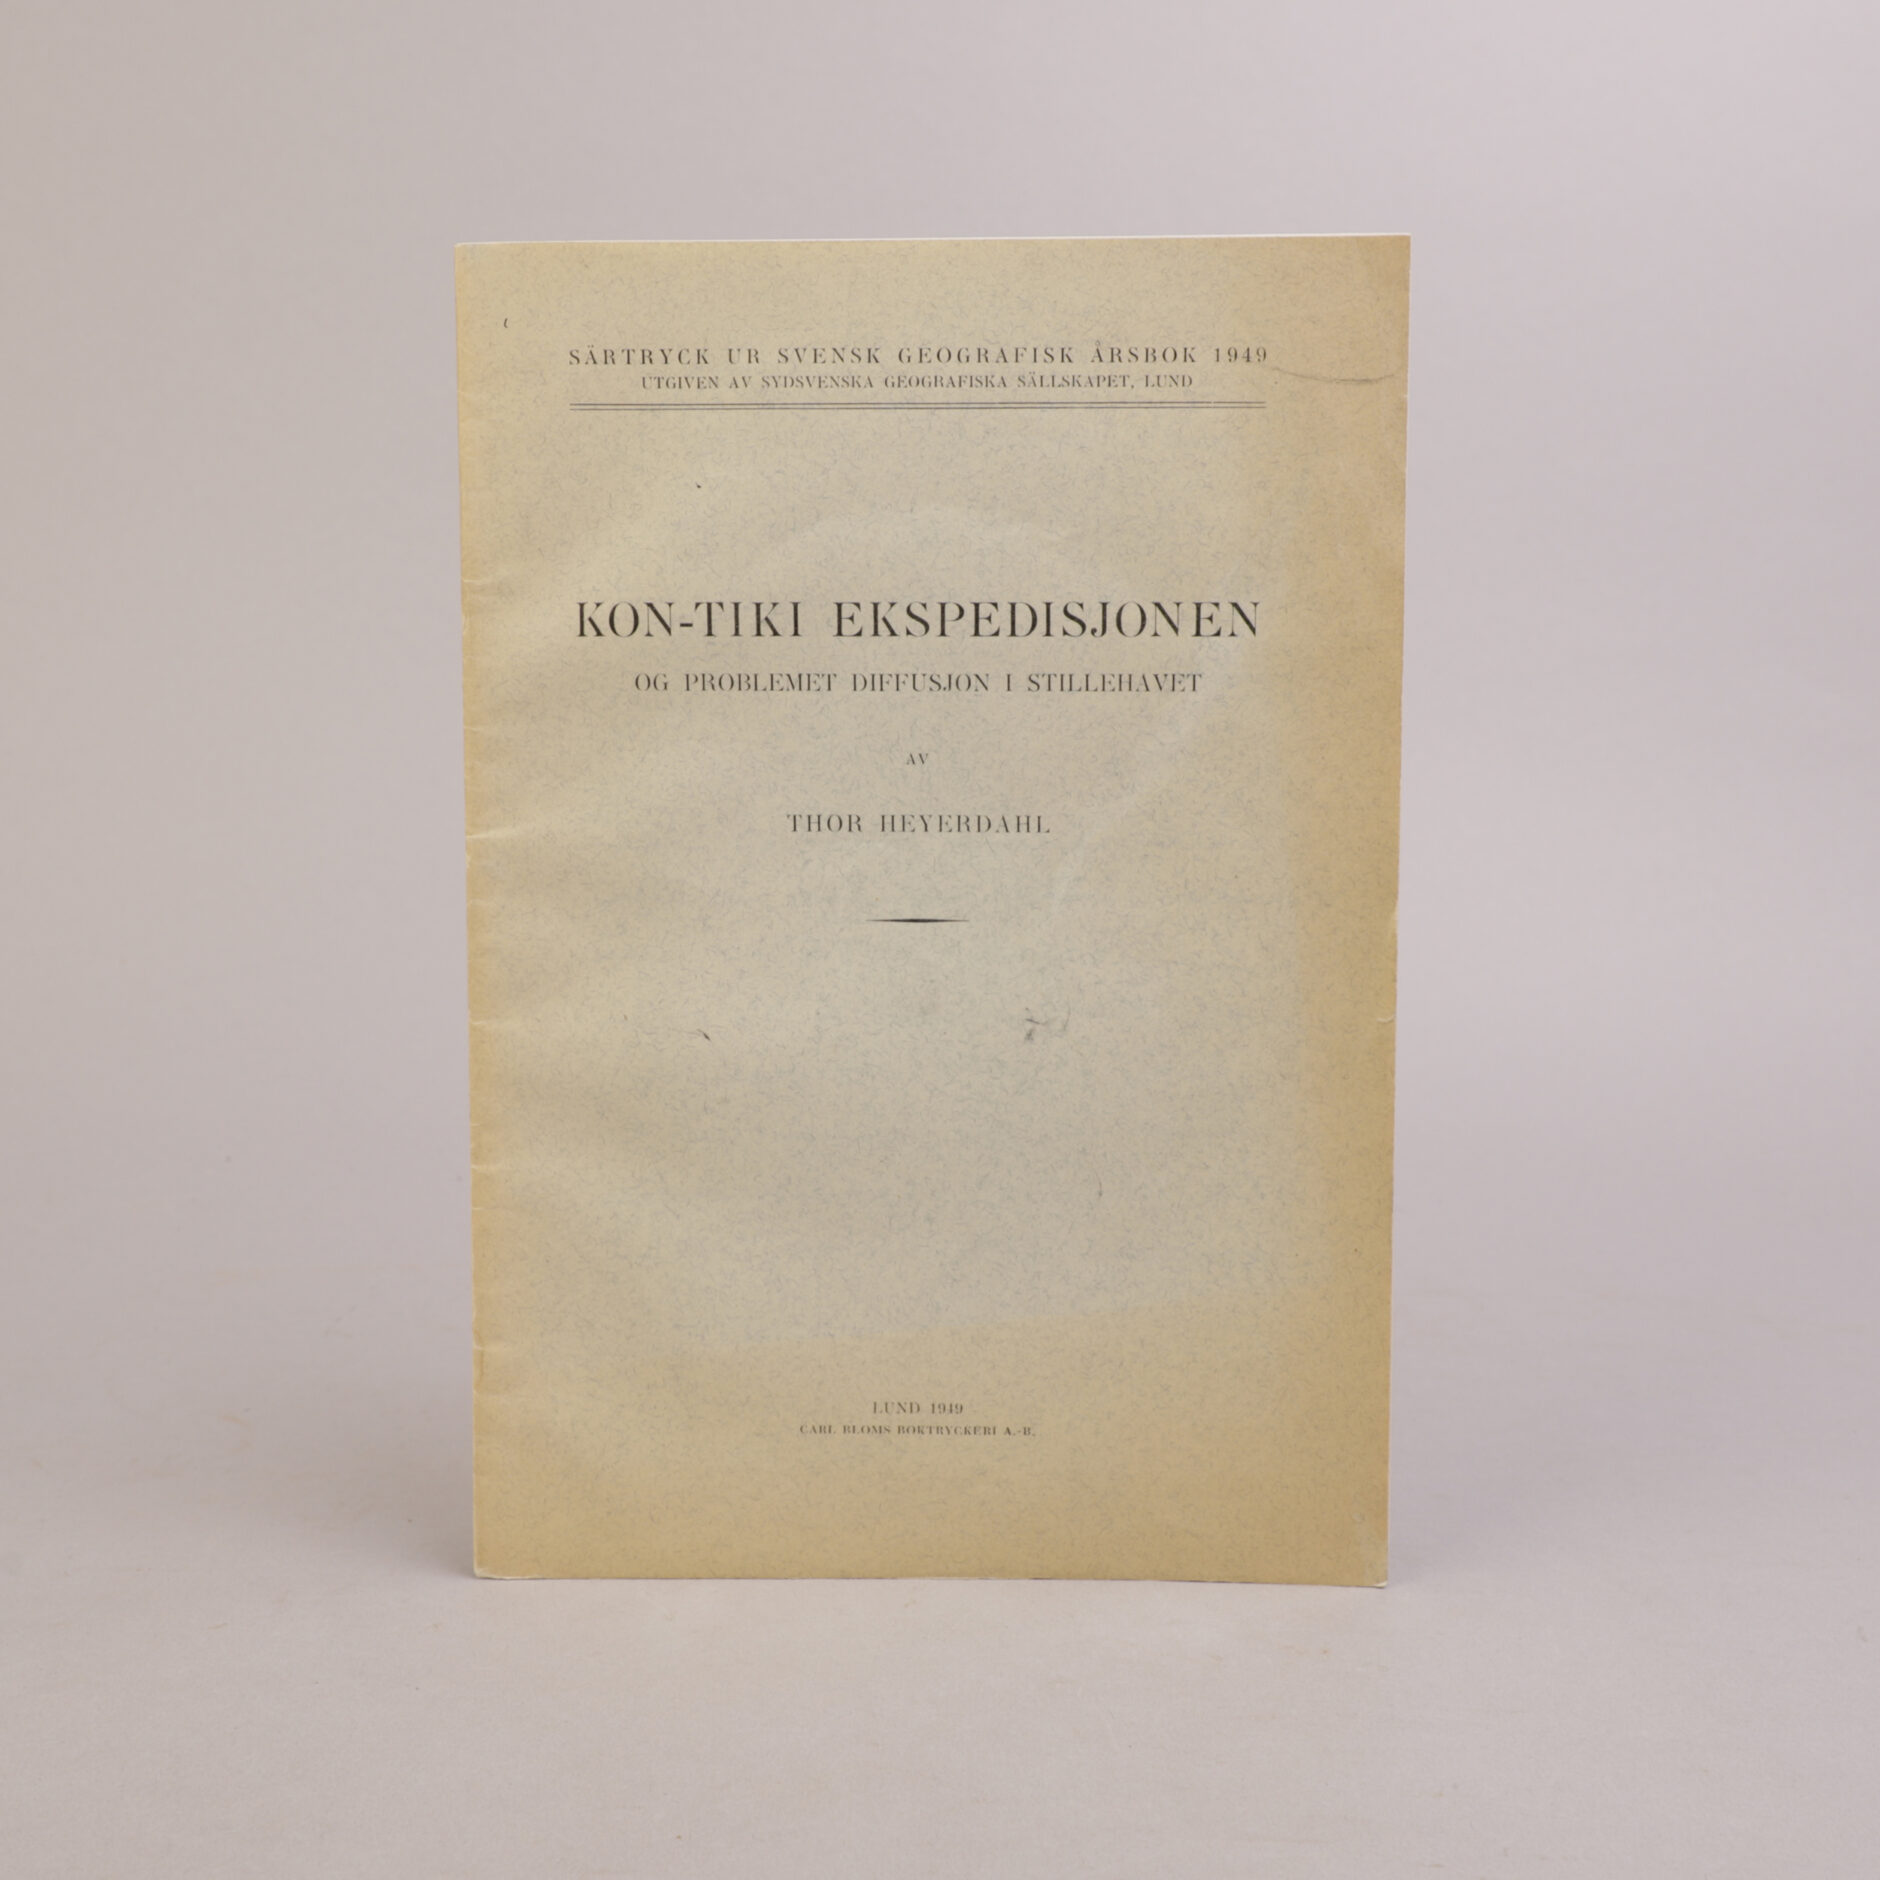 SÄRTRYCK UR SVENSK GEOGRAFISK ÅRSBOK 1949
UTGIVEN AV SYDSVENSKA GEOGRAFISKA SÄLLSKAPET, LUND
KON-TIKI EKSPEDISJONEN
OG PROBLEMET DIFFUSJON I STILLEHAVET
AV
THOR HEYERDAHL
LUND 1949
CARL BLOMS BOKTRYCKERI A.-B.